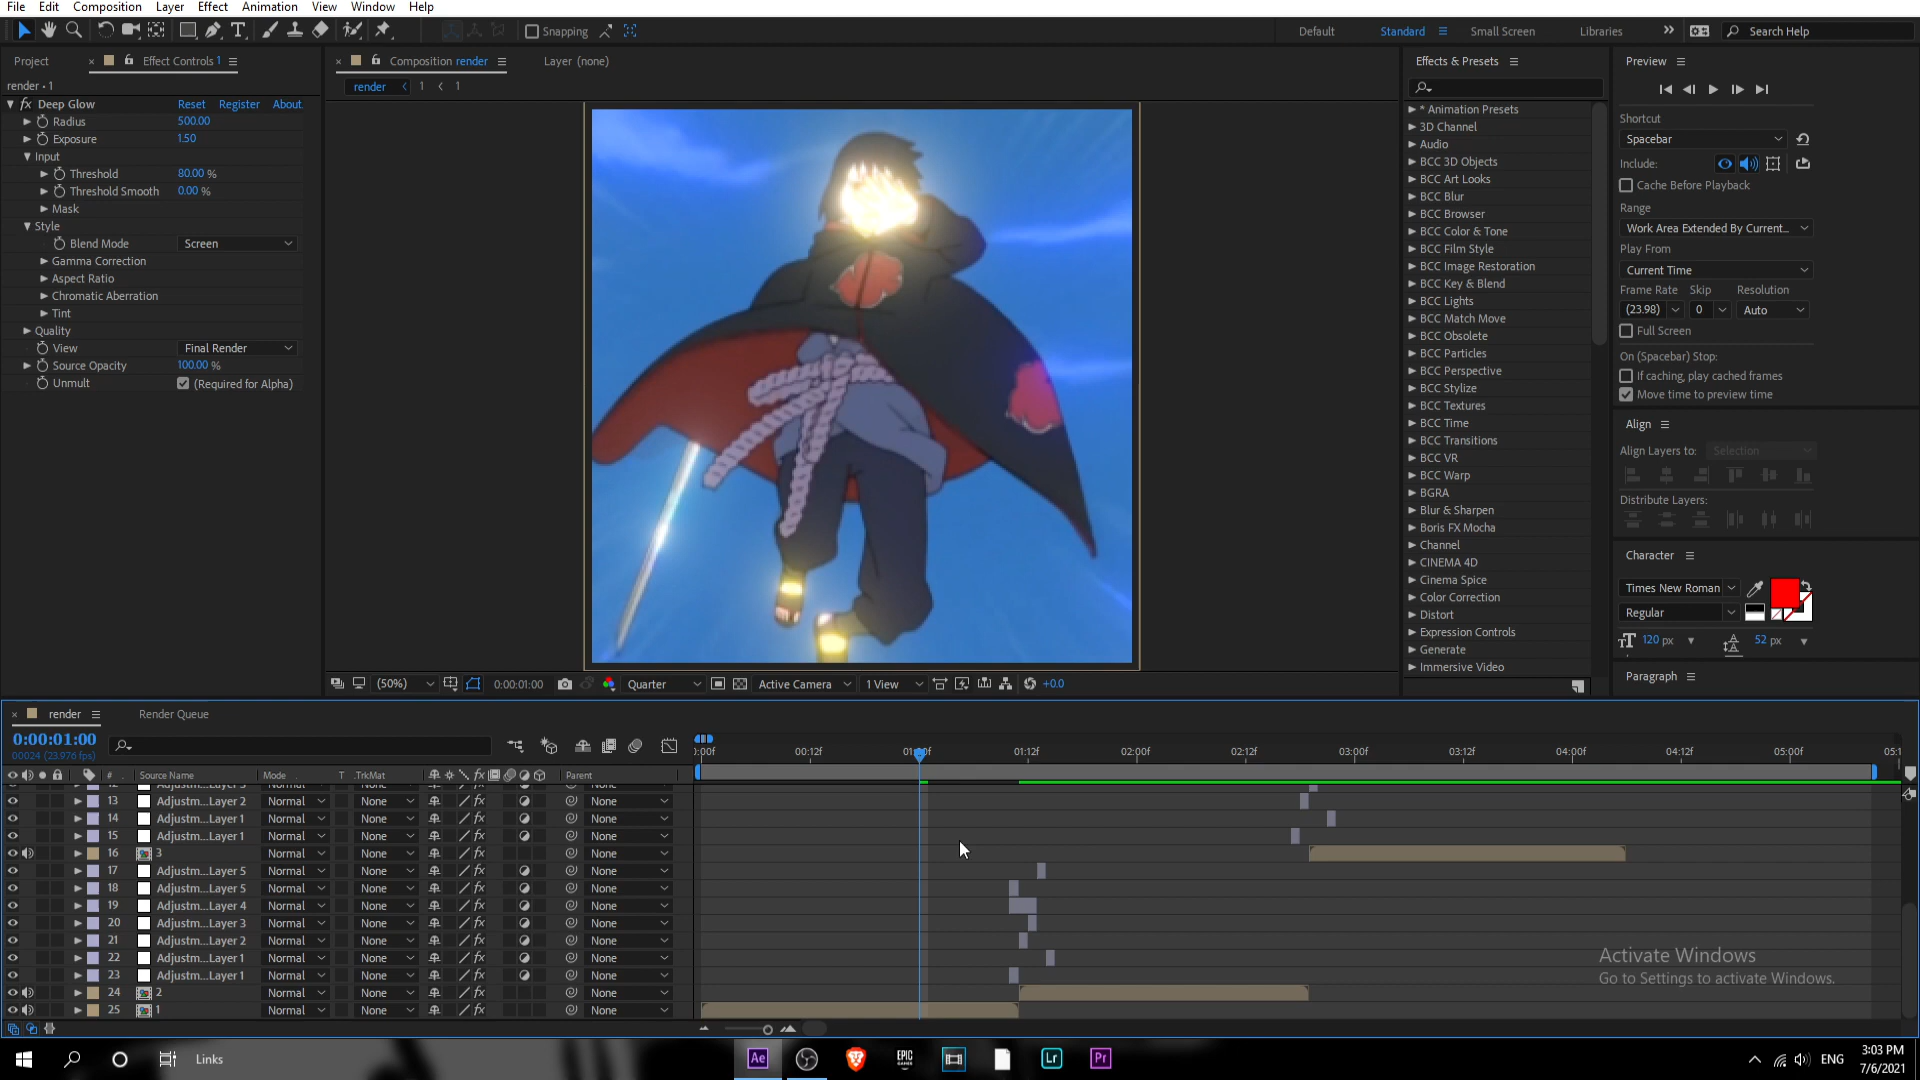 File Edit Composition Layer Effect Animation View Window Help
Snapping
Default Standard Small Screen Libraries Search Help
Project Effect Controls 1
render • 1
Deep Glow Reset Register About
Radius 500.00
Exposure 1.50
Input
Threshold 80.00 %
Threshold Smooth 0.00 %
Mask
Style
Blend Mode Screen
Gamma Correction
Aspect Ratio
Chromatic Aberration
Tint
Quality
View Final Render
Source Opacity 100.00 %
Unmult (Required for Alpha)
Composition render Layer (none)
render 1 1
(50%) 0:00:01:00 Quarter Active Camera 1 View +0.0
Effects & Presets
* Animation Presets
3D Channel
Audio
BCC 3D Objects
BCC Art Looks
BCC Blur
BCC Browser
BCC Color & Tone
BCC Film Style
BCC Image Restoration
BCC Key & Blend
BCC Lights
BCC Match Move
BCC Obsolete
BCC Particles
BCC Perspective
BCC Stylize
BCC Textures
BCC Time
BCC Transitions
BCC VR
BCC Warp
BGRA
Blur & Sharpen
Boris FX Mocha
Channel
CINEMA 4D
Cinema Spice
Color Correction
Distort
Expression Controls
Generate
Immersive Video
Preview
Shortcut
Spacebar
Include:
Cache Before Playback
Range
Work Area Extended By Current...
Play From
Current Time
Frame Rate Skip Resolution
(23.98) 0 Auto
Full Screen
On (Spacebar) Stop:
If caching, play cached frames
Move time to preview time
Align
Align Layers to: Selection
Distribute Layers:
Character
Times New Roman
Regular
120 px 52 px
Paragraph
render Render Queue
0:00:01:00
00024 (23.976 fps)
:00f 00:12f 01:00f 01:12f 02:00f 02:12f 03:00f 03:12f 04:00f 04:12f 05:00f 05:1
# Source Name Mode T .TrkMat Parent
13 Adjustm...Layer 2 Normal None None
14 Adjustm...Layer 1 Normal None None
15 Adjustm...Layer 1 Normal None None
16 3 Normal None None
17 Adjustm...Layer 5 Normal None None
18 Adjustm...Layer 5 Normal None None
19 Adjustm...Layer 4 Normal None None
20 Adjustm...Layer 3 Normal None None
21 Adjustm...Layer 2 Normal None None
22 Adjustm...Layer 1 Normal None None
23 Adjustm...Layer 1 Normal None None
24 2 Normal None None
25 1 Normal None None
Activate Windows
Go to Settings to activate Windows.
Links Ae EPIC GAMES Lr Pr ENG
3:03 PM
7/6/2021